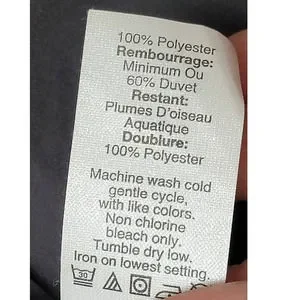 100% Polyester
Rembourrage:
Minimum Ou
60% Duvet
Restant:
Plumes D'oiseau
Aquatique
Doublure:
100% Polyester
Machine wash cold
gentle cycle,
with like colors.
Non chlorine
bleach only.
Tumble dry low.
Iron on lowest setting.
30